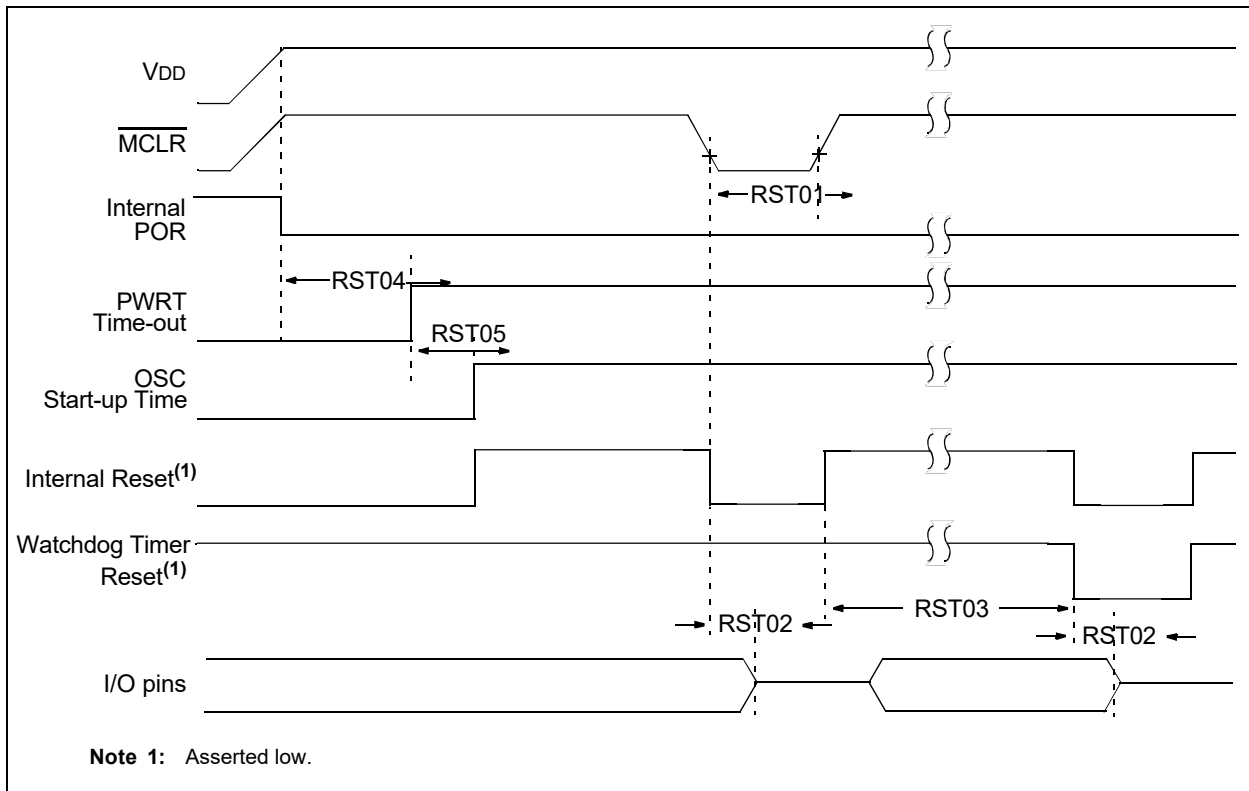 VDD
MCLR
RST01
Internal
POR
RST04
PWRT
Time-out
RST05
OSC
Start-up Time
Internal Reset(1)
Watchdog Timer
Reset(1)
RST03
RST02
RST02
I/O pins
Note 1: Asserted low.